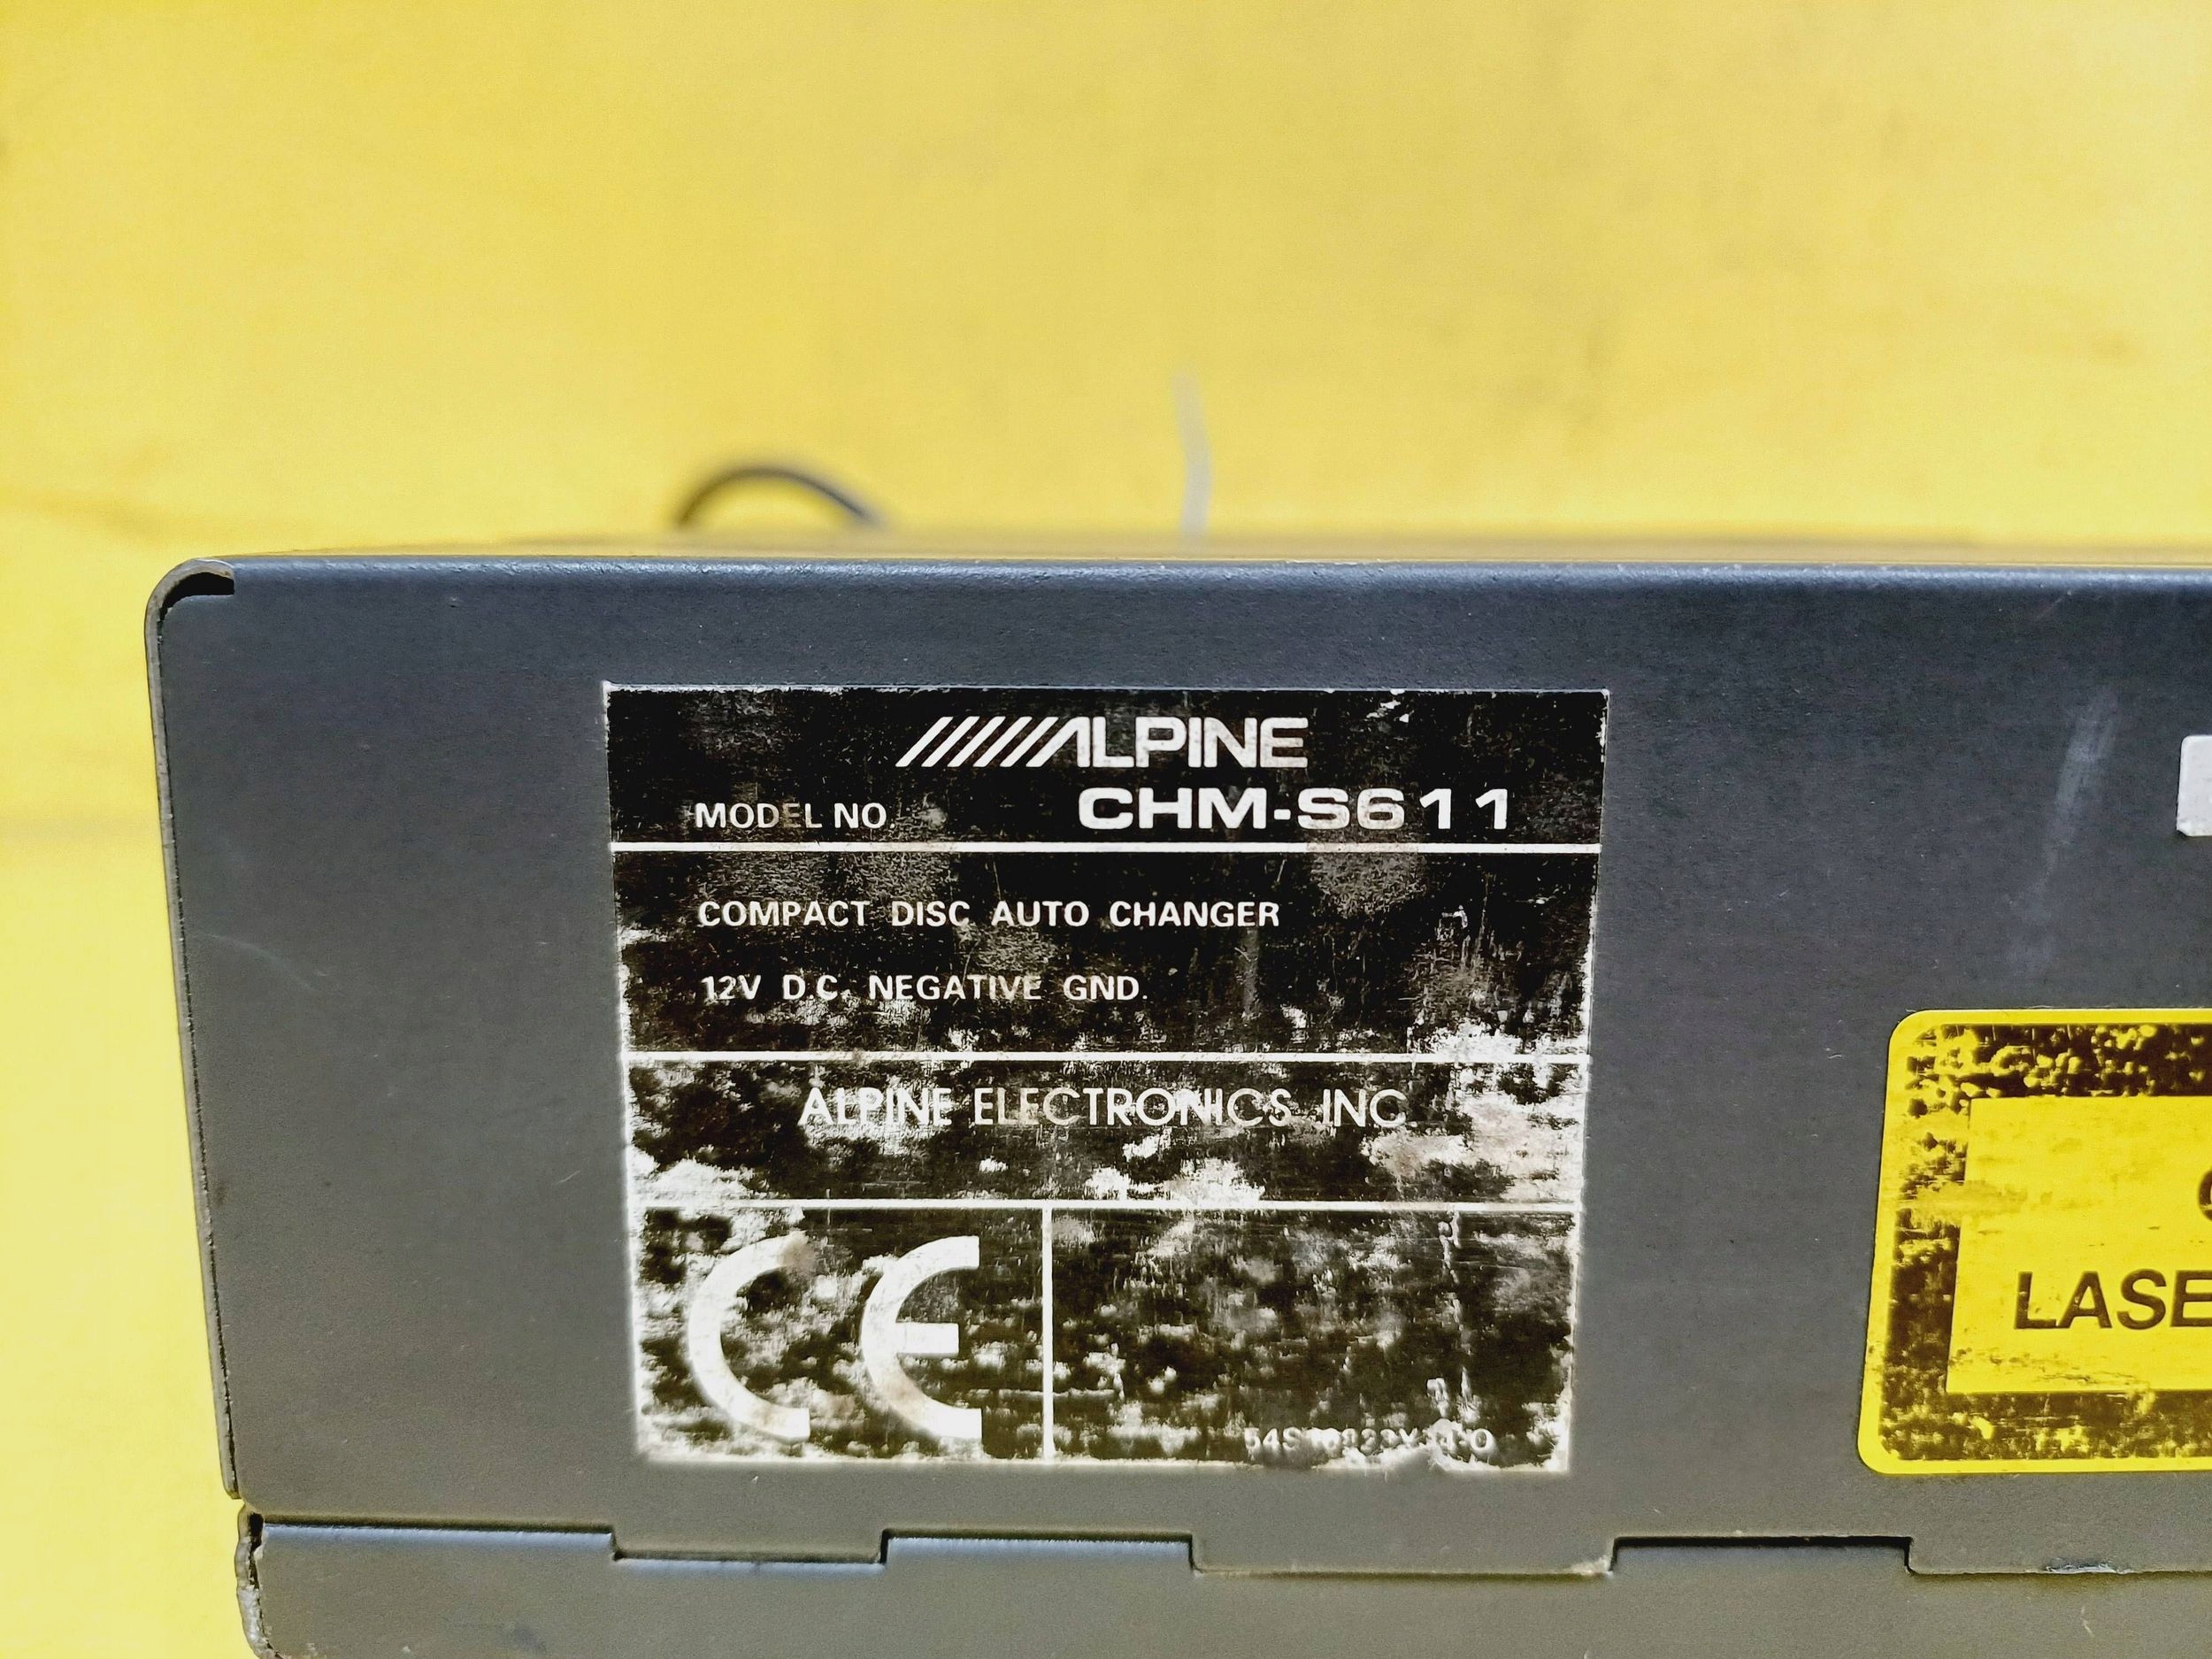 ALPINE
MODEL NO. CHM-S611
COMPACT DISC AUTO CHANGER
12V D.C. NEGATIVE GND.
ALPINE ELECTRONICS, INC.
CE
LASE